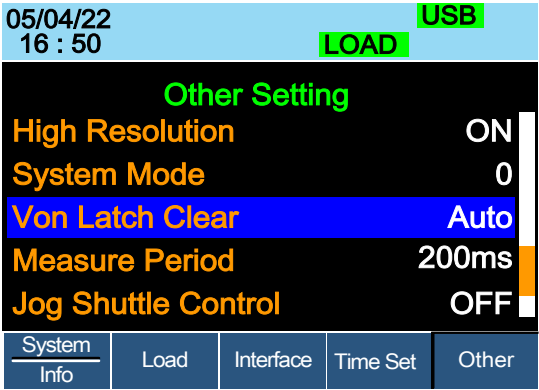 05/04/22 USB
16 : 50 LOAD
Other Setting
High Resolution ON
System Mode 0
Von Latch Clear Auto
Measure Period 200ms
Jog Shuttle Control OFF
System
Info Load Interface Time Set Other